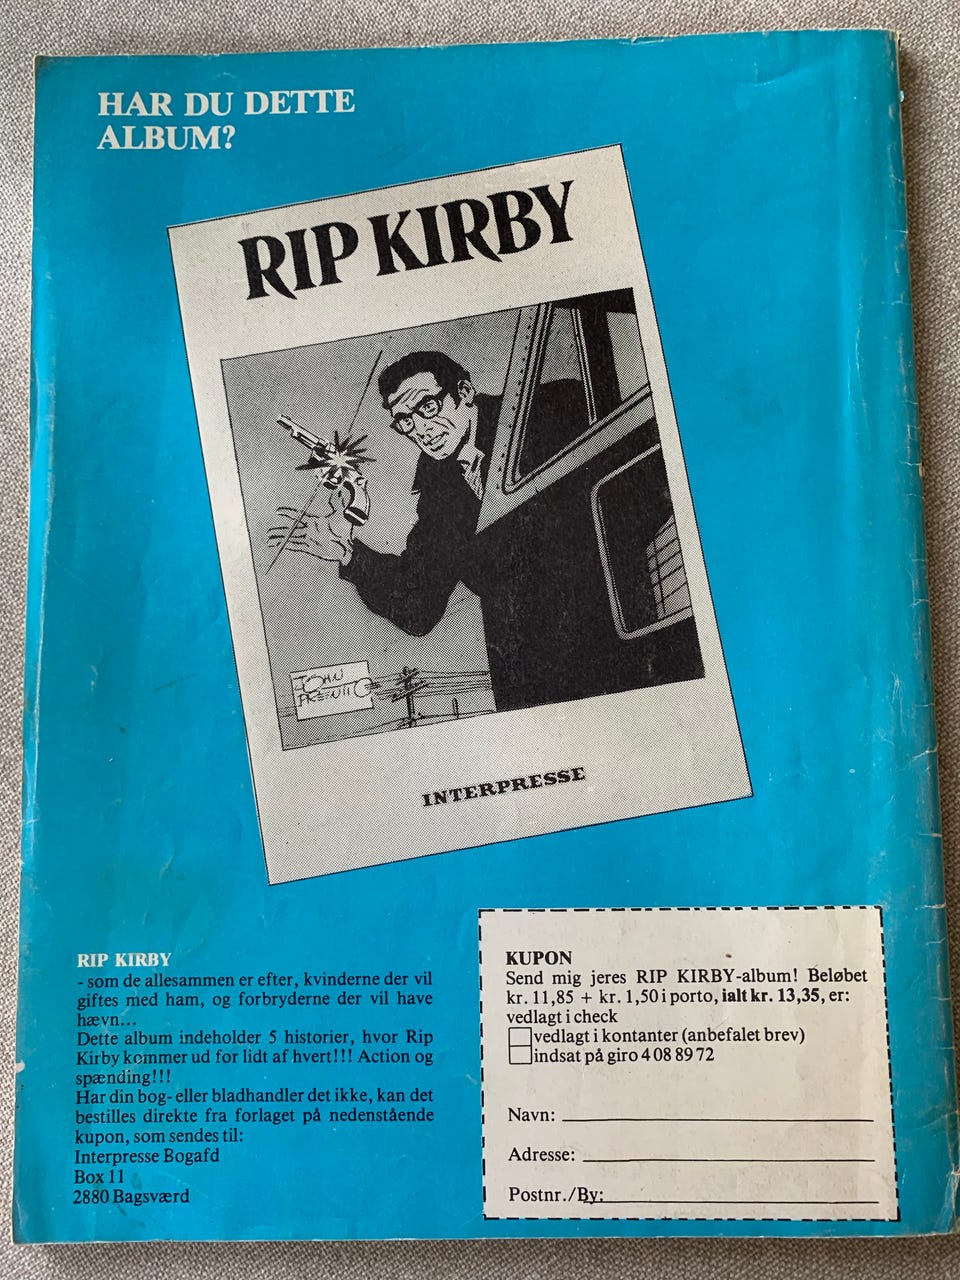 HAR DU DETTE
ALBUM?
RIP KIRBY
JOHN
PRENTICE
INTERPRESSE
RIP KIRBY
- som de allesammen er efter, kvinderne der vil
giftes med ham, og forbryderne der vil have
hævn...
Dette album indeholder 5 historier, hvor Rip
Kirby kommer ud for lidt af hvert!!! Action og
spænding!!!
Har din bog- eller bladhandler det ikke, kan det
bestilles direkte fra forlaget på nedenstående
kupon, som sendes til:
Interpresse Bogafd
Box 11
2880 Bagsværd
KUPON
Send mig jeres RIP KIRBY-album! Beløbet
kr. 11,85 + kr. 1,50 i porto, ialt kr. 13,35, er:
vedlagt i check
vedlagt i kontanter (anbefalet brev)
indsat på giro 4 08 89 72
Navn:
Adresse:
Postnr./By: